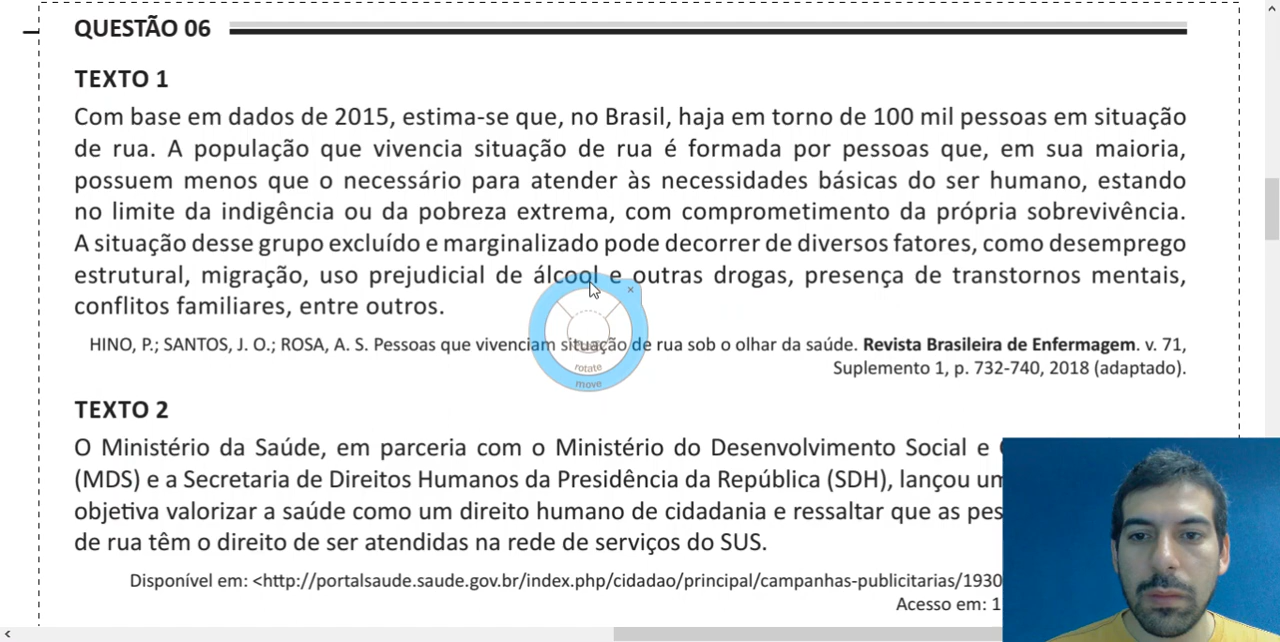 QUESTÃO 06
TEXTO 1
Com base em dados de 2015, estima-se que, no Brasil, haja em torno de 100 mil pessoas em situação
de rua. A população que vivencia situação de rua é formada por pessoas que, em sua maioria,
possuem menos que o necessário para atender às necessidades básicas do ser humano, estando
no limite da indigência ou da pobreza extrema, com comprometimento da própria sobrevivência.
A situação desse grupo excluído e marginalizado pode decorrer de diversos fatores, como desemprego
estrutural, migração, uso prejudicial de álcool e outras drogas, presença de transtornos mentais,
conflitos familiares, entre outros.
HINO, P.; SANTOS, J. O.; ROSA, A. S. Pessoas que vivenciam situação de rua sob o olhar da saúde. Revista Brasileira de Enfermagem. v. 71,
Suplemento 1, p. 732-740, 2018 (adaptado).
rotate
move
TEXTO 2
O Ministério da Saúde, em parceria com o Ministério do Desenvolvimento Social e
(MDS) e a Secretaria de Direitos Humanos da Presidência da República (SDH), lançou
objetiva valorizar a saúde como um direito humano de cidadania e ressaltar que as
de rua têm o direito de ser atendidas na rede de serviços do SUS.
Disponível em: <http://portalsaude.saude.gov.br/index.php/cidadao/principal/campanhas-publicitarias/1930
Acesso em: 1